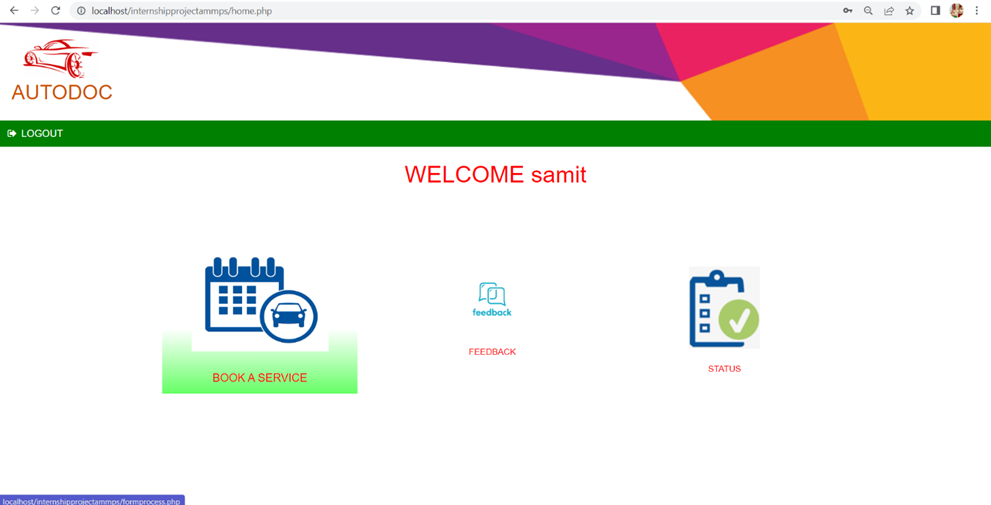 localhost/internshipprojectammps/home.php
AUTODOC
LOGOUT
WELCOME samit
feedback
BOOK A SERVICE
FEEDBACK
STATUS
localhost/internshipprojectammps/formprocess.php